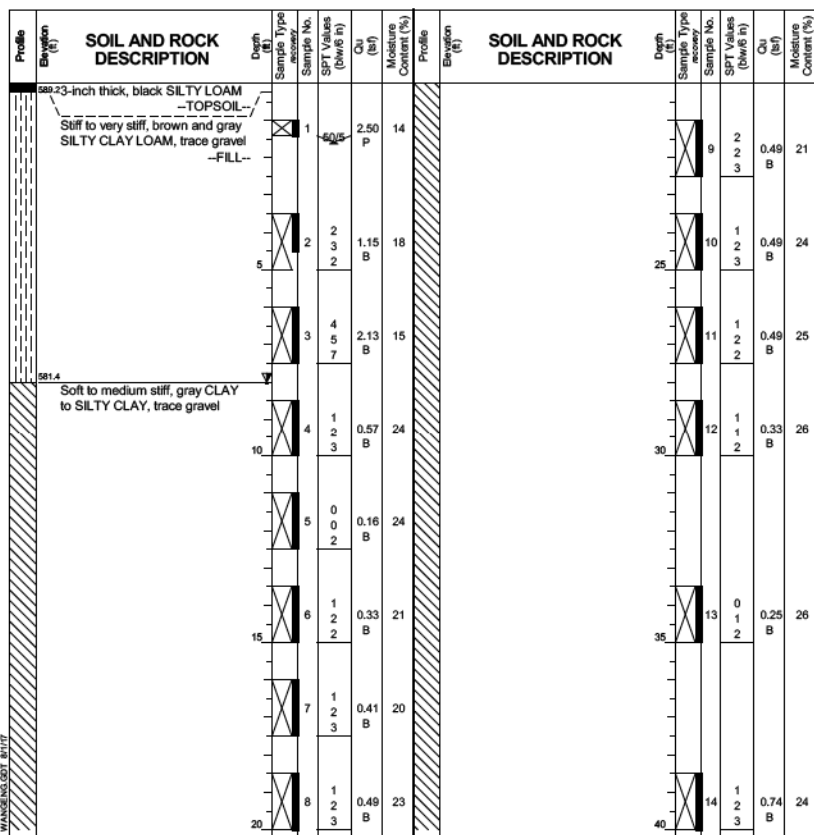 Profile
Elevation (ft)
SOIL AND ROCK DESCRIPTION
Depth (ft)
Sample Type
recovery
Sample No.
SPT Values (blw/6 in)
Qu (tsf)
Moisture Content (%)
Profile
Elevation (ft)
SOIL AND ROCK DESCRIPTION
Depth (ft)
Sample Type
recovery
Sample No.
SPT Values (blw/6 in)
Qu (tsf)
Moisture Content (%)
589.2 3-inch thick, black SILTY LOAM
--TOPSOIL--
Stiff to very stiff, brown and gray
SILTY CLAY LOAM, trace gravel
--FILL--
1 50/5 2.50 P 14
2 2 3 2 1.15 B 18
5
3 4 5 7 2.13 B 15
581.4
Soft to medium stiff, gray CLAY
to SILTY CLAY, trace gravel
4 1 2 3 0.57 B 24
10
5 0 0 2 0.16 B 24
6 1 2 2 0.33 B 21
15
7 1 2 3 0.41 B 20
8 1 2 3 0.49 B 23
20
9 2 2 3 0.49 B 21
10 1 2 3 0.49 B 24
25
11 1 2 2 0.49 B 25
12 1 1 2 0.33 B 26
30
13 0 1 2 0.25 B 26
35
14 1 2 3 0.74 B 24
40
WANGENG.GDT 8/1/17